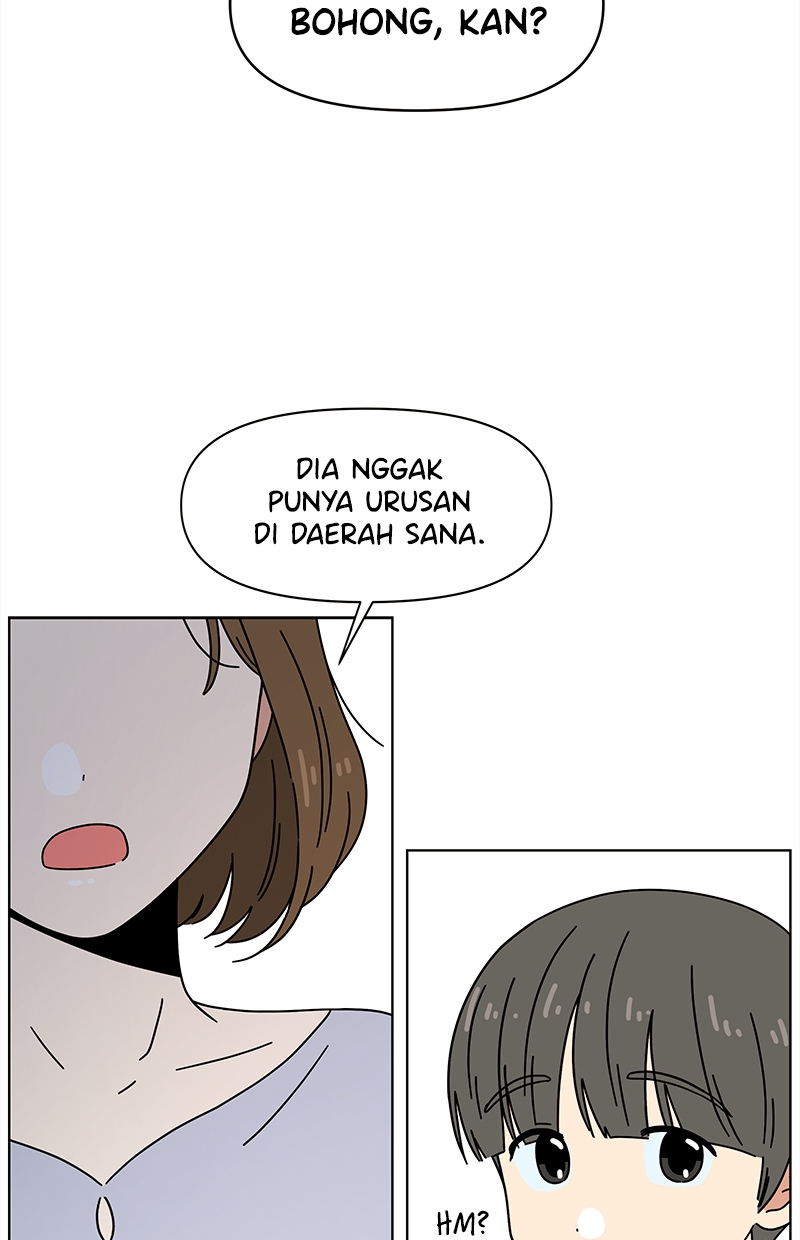 BOHONG, KAN?
DIA NGGAK
PUNYA URUSAN
DI DAERAH SANA.
HM?